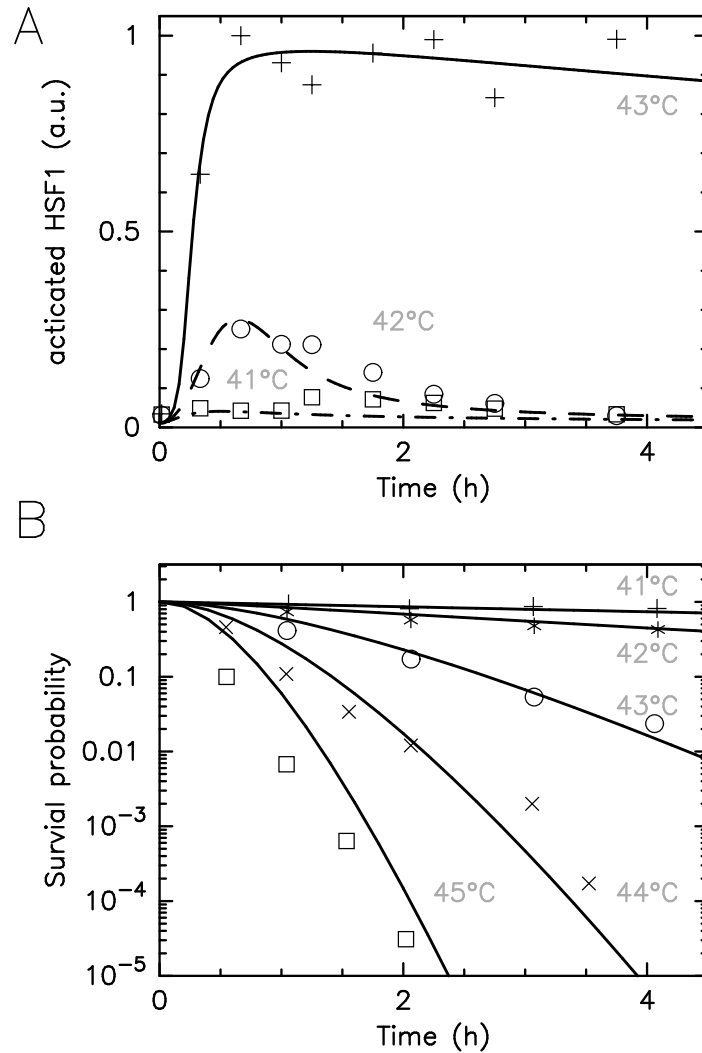 A
1
0.5
0
acticated HSF1 (a.u.)
43°C
42°C
41°C
0
2
4
Time (h)
B
1
0.1
0.01
10-3
10-4
10-5
Survial probability
41°C
42°C
43°C
44°C
45°C
0
2
4
Time (h)